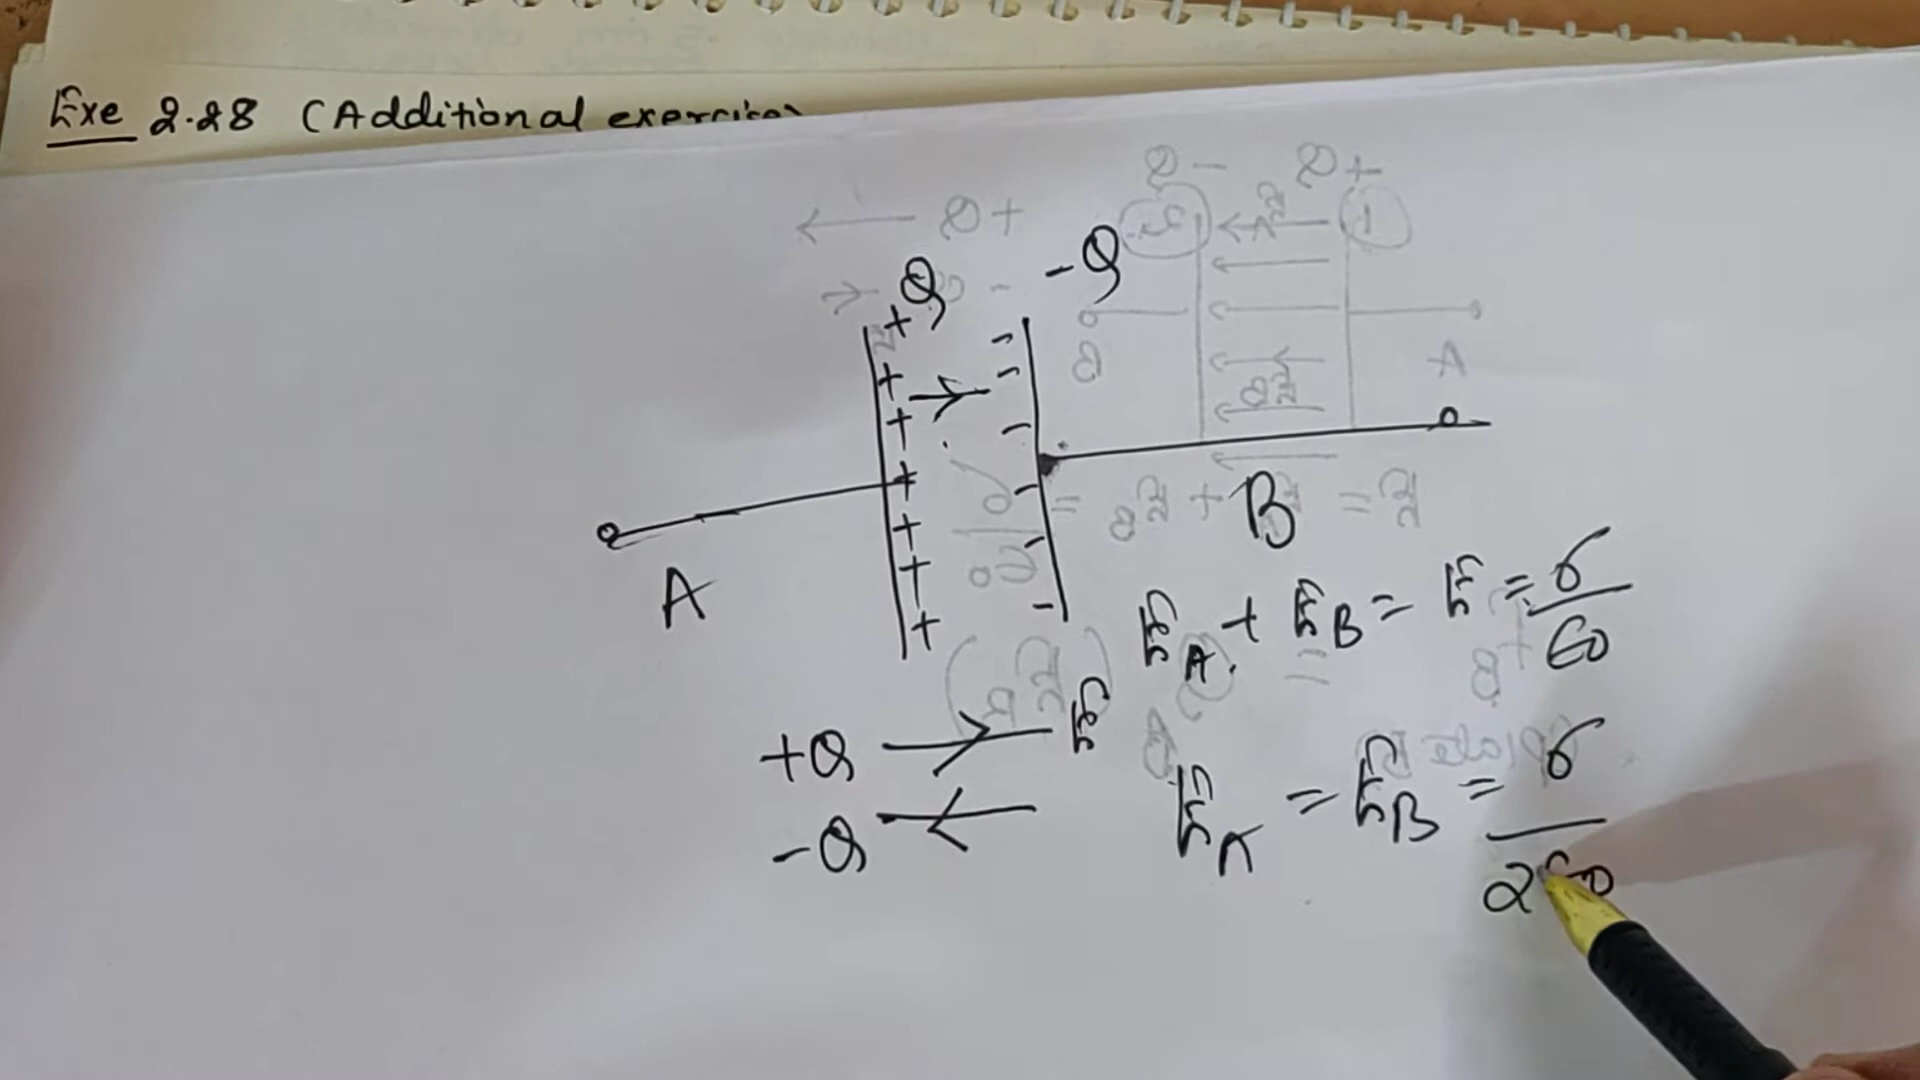 Exe 2.28 (Additional exercise)
Q -Q
A
B
E_A + E_B = E = σ/ε0
+Q → E
-Q ←
E_A = E_B = σ/2ε0